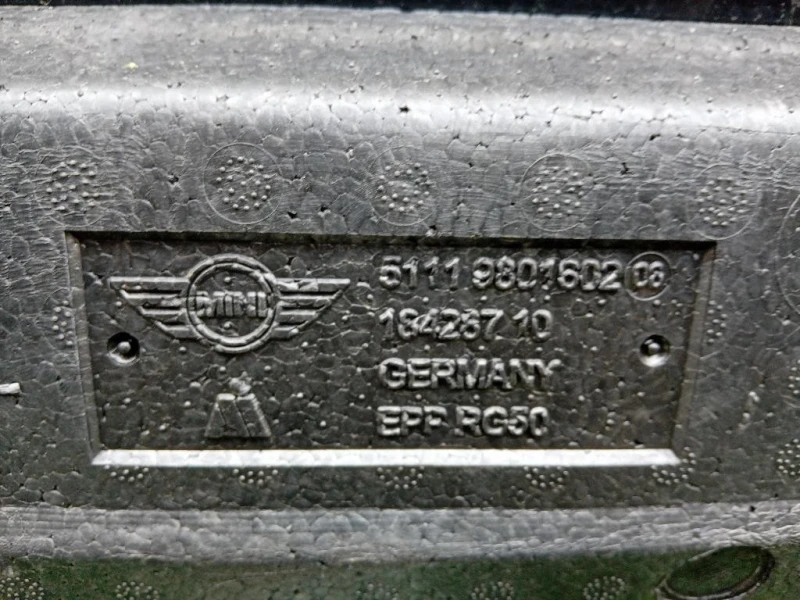 MINI
5111 9801602 06
184287 10
GERMANY
EPP RG50